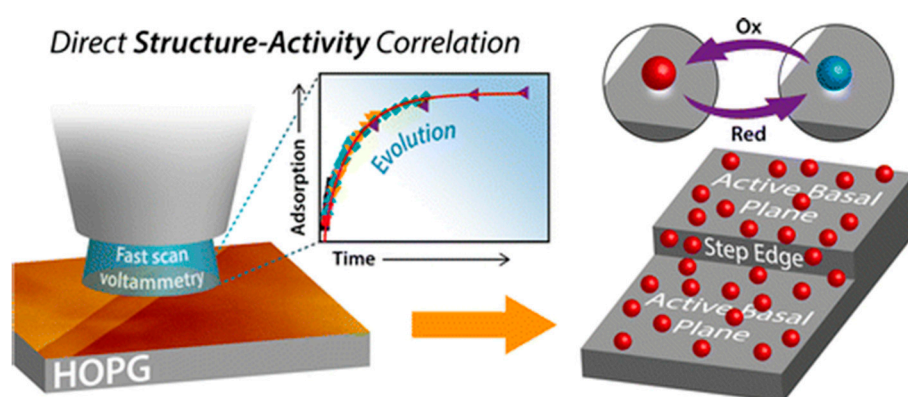 Direct Structure-Activity Correlation
Adsorption
Evolution
Time
Fast scan
voltammetry
HOPG
Ox
Red
Active Basal
Plane
Step Edge
Active Basal
Plane